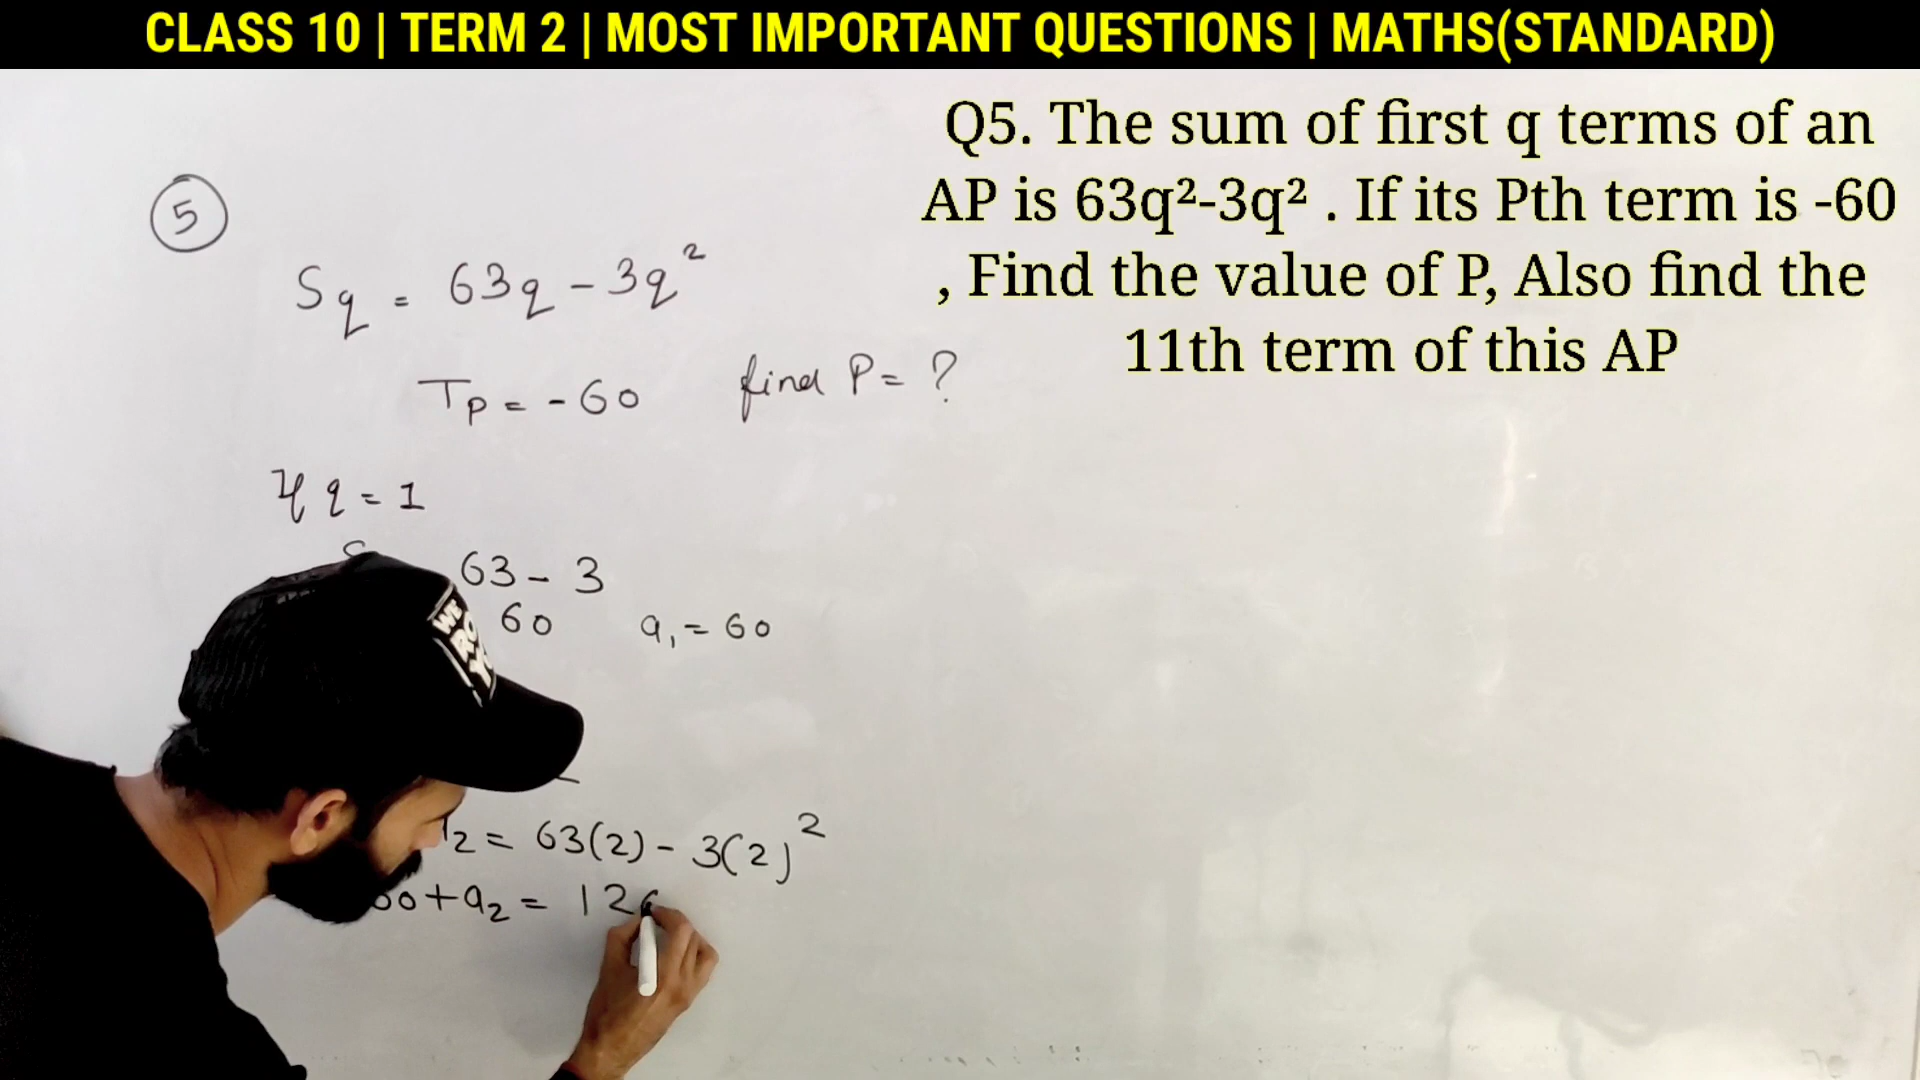 CLASS 10 | TERM 2 | MOST IMPORTANT QUESTIONS | MATHS(STANDARD)
Q5. The sum of first q terms of an
AP is 63q²-3q² . If its Pth term is -60
, Find the value of P, Also find the
11th term of this AP
5
Sq = 63q - 3q²
Tp = -60 find P = ?
If q = 1
63 - 3
60 a₁ = 60
WE
₂ = 63(2) - 3(2)²
+a₂ = 12